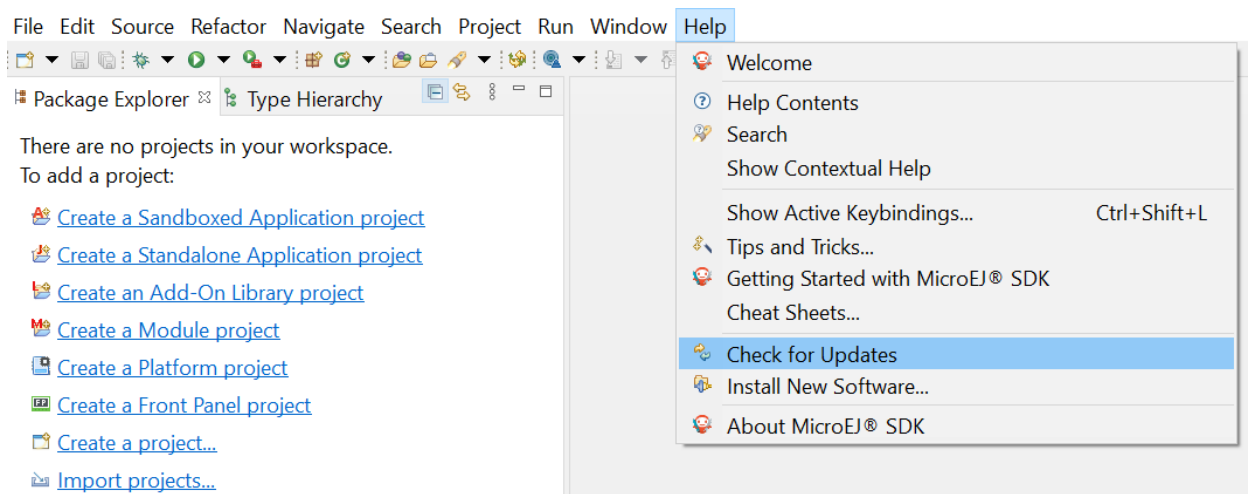 File Edit Source Refactor Navigate Search Project Run Window Help
Package Explorer Type Hierarchy
There are no projects in your workspace.
To add a project:
Create a Sandboxed Application project
Create a Standalone Application project
Create an Add-On Library project
Create a Module project
Create a Platform project
Create a Front Panel project
Create a project...
Import projects...
Welcome
Help Contents
Search
Show Contextual Help
Show Active Keybindings... Ctrl+Shift+L
Tips and Tricks...
Getting Started with MicroEJ® SDK
Cheat Sheets...
Check for Updates
Install New Software...
About MicroEJ® SDK